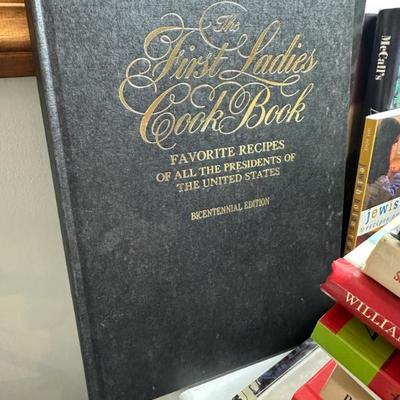 The
First Ladies
Cook Book
FAVORITE RECIPES
OF ALL THE PRESIDENTS OF
THE UNITED STATES
BICENTENNIAL EDITION
McCall's
jewis
WILLIA